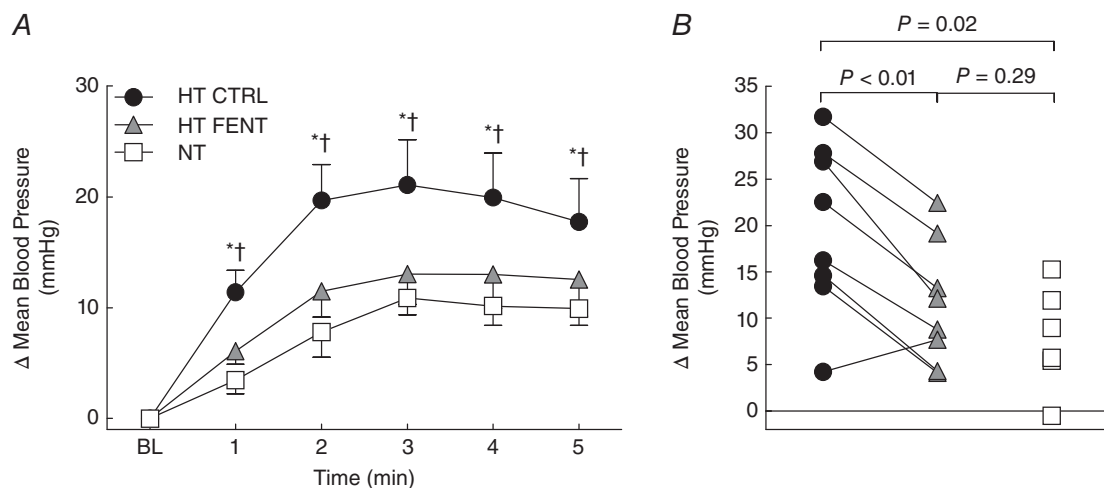 A
Δ Mean Blood Pressure
(mmHg)
30
20
10
0
HT CTRL
HT FENT
NT
*†
*†
*†
*†
*†
BL
1
2
3
4
5
Time (min)
B
P = 0.02
P < 0.01
P = 0.29
Δ Mean Blood Pressure
(mmHg)
35
30
25
20
15
10
5
0